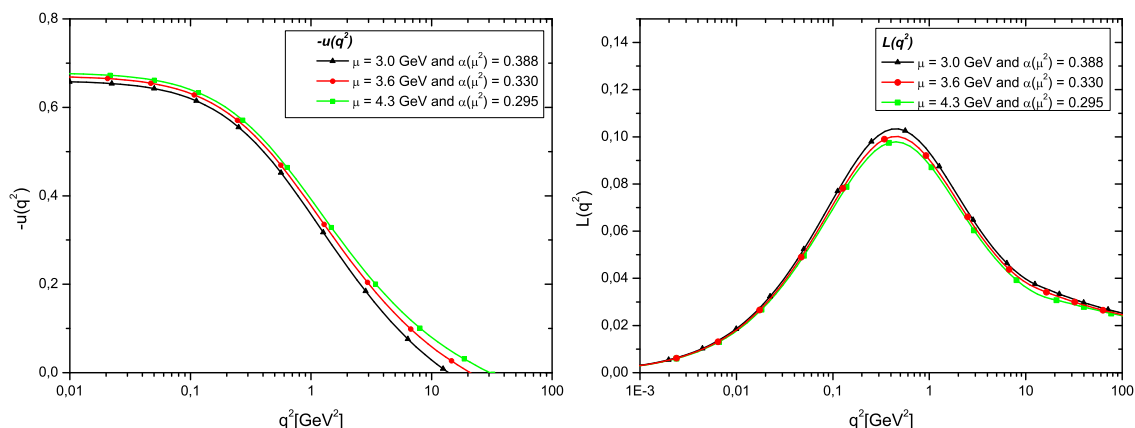 -u(q²)
μ = 3.0 GeV and α(μ²) = 0.388
μ = 3.6 GeV and α(μ²) = 0.330
μ = 4.3 GeV and α(μ²) = 0.295
0,8
0,6
0,4
0,2
0,0
-u(q²)
0,01
0,1
1
10
100
q²[GeV²]
L(q²)
μ = 3.0 GeV and α(μ²) = 0.388
μ = 3.6 GeV and α(μ²) = 0.330
μ = 4.3 GeV and α(μ²) = 0.295
0,14
0,12
0,10
0,08
0,06
0,04
0,02
0,00
L(q²)
1E-3
0,01
0,1
1
10
100
q²[GeV²]